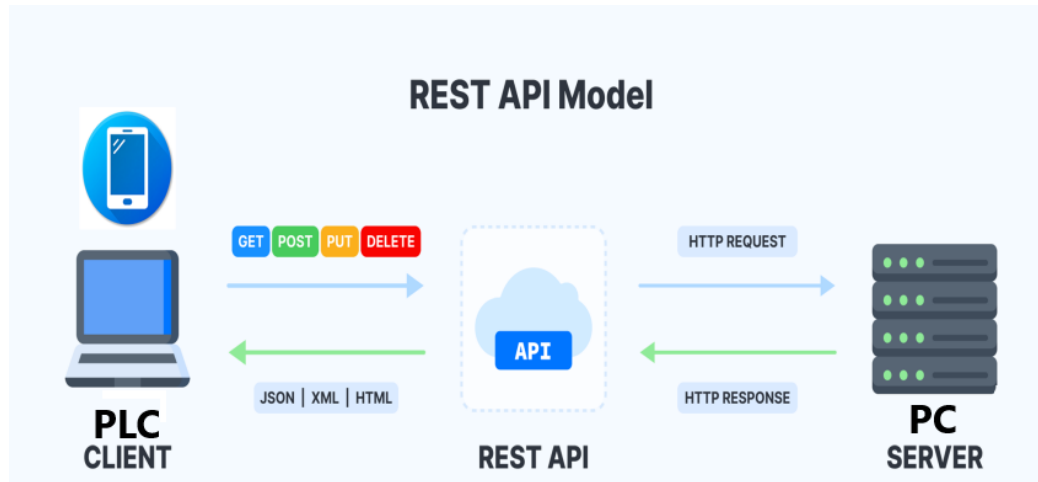 REST API Model
GET POST PUT DELETE
HTTP REQUEST
API
JSON | XML | HTML
HTTP RESPONSE
PLC
CLIENT
REST API
PC
SERVER